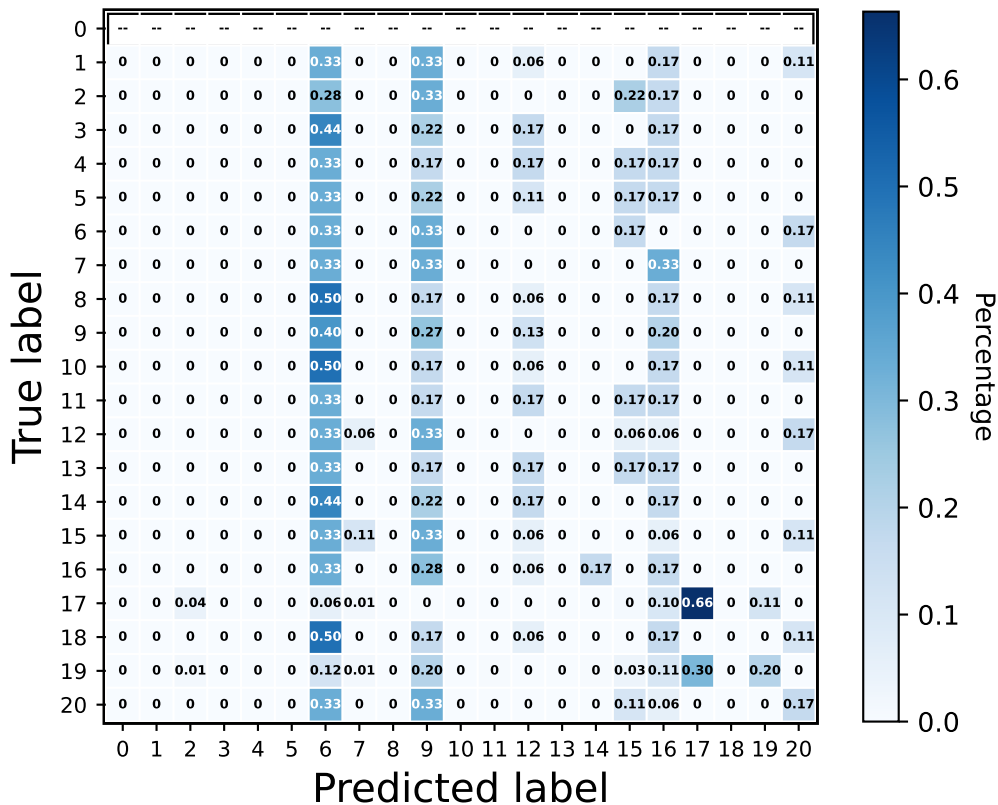 0 -- -- -- -- -- -- -- -- -- -- -- -- -- -- -- -- -- -- -- -- --
1 0 0 0 0 0 0 0.33 0 0 0.33 0 0 0.06 0 0 0 0.17 0 0 0 0.11
2 0 0 0 0 0 0 0.28 0 0 0.33 0 0 0 0 0 0.22 0.17 0 0 0 0
3 0 0 0 0 0 0 0.44 0 0 0.22 0 0 0.17 0 0 0 0.17 0 0 0 0
4 0 0 0 0 0 0 0.33 0 0 0.17 0 0 0.17 0 0 0.17 0.17 0 0 0 0
5 0 0 0 0 0 0 0.33 0 0 0.22 0 0 0.11 0 0 0.17 0.17 0 0 0 0
6 0 0 0 0 0 0 0.33 0 0 0.33 0 0 0 0 0 0.17 0 0 0 0 0.17
7 0 0 0 0 0 0 0.33 0 0 0.33 0 0 0 0 0 0 0.33 0 0 0 0
8 0 0 0 0 0 0 0.50 0 0 0.17 0 0 0.06 0 0 0 0.17 0 0 0 0.11
9 0 0 0 0 0 0 0.40 0 0 0.27 0 0 0.13 0 0 0 0.20 0 0 0 0
10 0 0 0 0 0 0 0.50 0 0 0.17 0 0 0.06 0 0 0 0.17 0 0 0 0.11
11 0 0 0 0 0 0 0.33 0 0 0.17 0 0 0.17 0 0 0.17 0.17 0 0 0 0
12 0 0 0 0 0 0 0.33 0.06 0 0.33 0 0 0 0 0 0.06 0.06 0 0 0 0.17
13 0 0 0 0 0 0 0.33 0 0 0.17 0 0 0.17 0 0 0.17 0.17 0 0 0 0
14 0 0 0 0 0 0 0.44 0 0 0.22 0 0 0.17 0 0 0 0.17 0 0 0 0
15 0 0 0 0 0 0 0.33 0.11 0 0.33 0 0 0.06 0 0 0 0.06 0 0 0 0.11
16 0 0 0 0 0 0 0.33 0 0 0.28 0 0 0.06 0 0.17 0 0.17 0 0 0 0
17 0 0 0.04 0 0 0 0.06 0.01 0 0 0 0 0 0 0 0 0.10 0.66 0 0.11 0
18 0 0 0 0 0 0 0.50 0 0 0.17 0 0 0.06 0 0 0 0.17 0 0 0 0.11
19 0 0 0.01 0 0 0 0.12 0.01 0 0.20 0 0 0 0 0 0.03 0.11 0.30 0 0.20 0
20 0 0 0 0 0 0 0.33 0 0 0.33 0 0 0 0 0 0.11 0.06 0 0 0 0.17
0 1 2 3 4 5 6 7 8 9 10 11 12 13 14 15 16 17 18 19 20
Predicted label
True label
0.6
0.5
0.4
0.3
0.2
0.1
0.0
Percentage